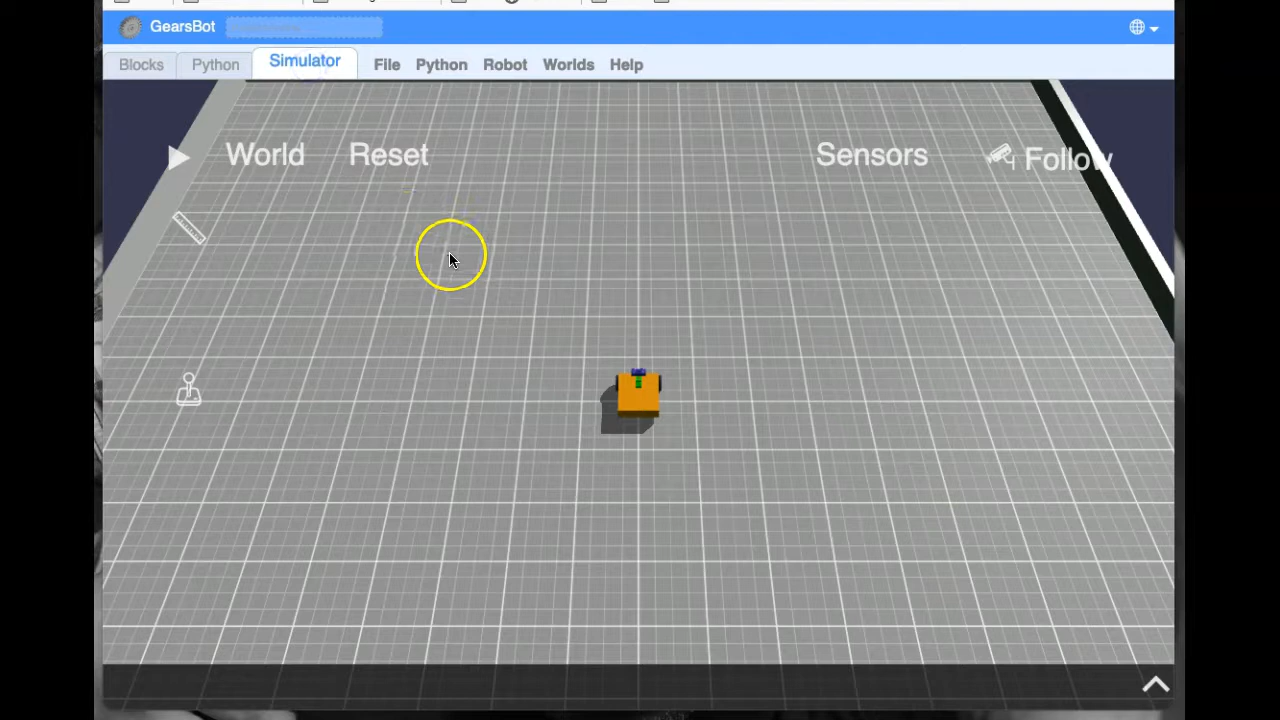 GearsBot
Blocks Python Simulator File Python Robot Worlds Help
World Reset Sensors Follow